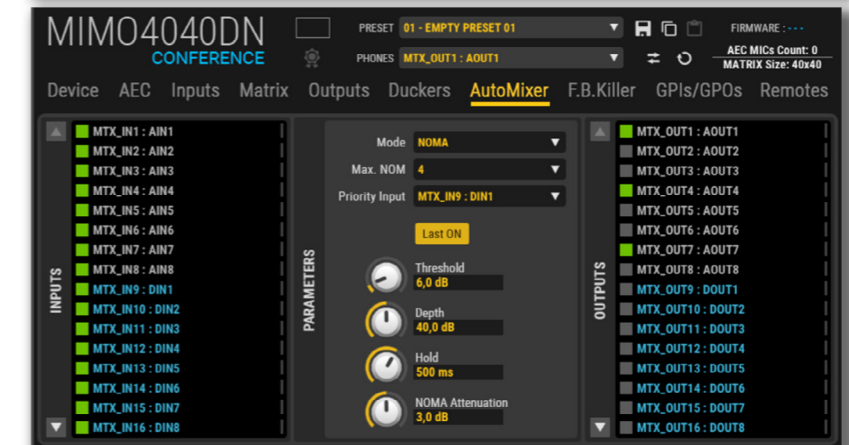 MIMO4040DN
CONFERENCE
PRESET 01 - EMPTY PRESET 01
FIRMWARE : - - -
PHONES MTX_OUT1 : AOUT1
AEC MICs Count: 0
MATRIX Size: 40x40
Device AEC Inputs Matrix Outputs Duckers AutoMixer F.B.Killer GPIs/GPOs Remotes
INPUTS
MTX_IN1 : AIN1
MTX_IN2 : AIN2
MTX_IN3 : AIN3
MTX_IN4 : AIN4
MTX_IN5 : AIN5
MTX_IN6 : AIN6
MTX_IN7 : AIN7
MTX_IN8 : AIN8
MTX_IN9 : DIN1
MTX_IN10 : DIN2
MTX_IN11 : DIN3
MTX_IN12 : DIN4
MTX_IN13 : DIN5
MTX_IN14 : DIN6
MTX_IN15 : DIN7
MTX_IN16 : DIN8
PARAMETERS
Mode NOMA
Max. NOM 4
Priority Input MTX_IN9 : DIN1
Last ON
Threshold
6,0 dB
Depth
40,0 dB
Hold
500 ms
NOMA Attenuation
3,0 dB
OUTPUTS
MTX_OUT1 : AOUT1
MTX_OUT2 : AOUT2
MTX_OUT3 : AOUT3
MTX_OUT4 : AOUT4
MTX_OUT5 : AOUT5
MTX_OUT6 : AOUT6
MTX_OUT7 : AOUT7
MTX_OUT8 : AOUT8
MTX_OUT9 : DOUT1
MTX_OUT10 : DOUT2
MTX_OUT11 : DOUT3
MTX_OUT12 : DOUT4
MTX_OUT13 : DOUT5
MTX_OUT14 : DOUT6
MTX_OUT15 : DOUT7
MTX_OUT16 : DOUT8